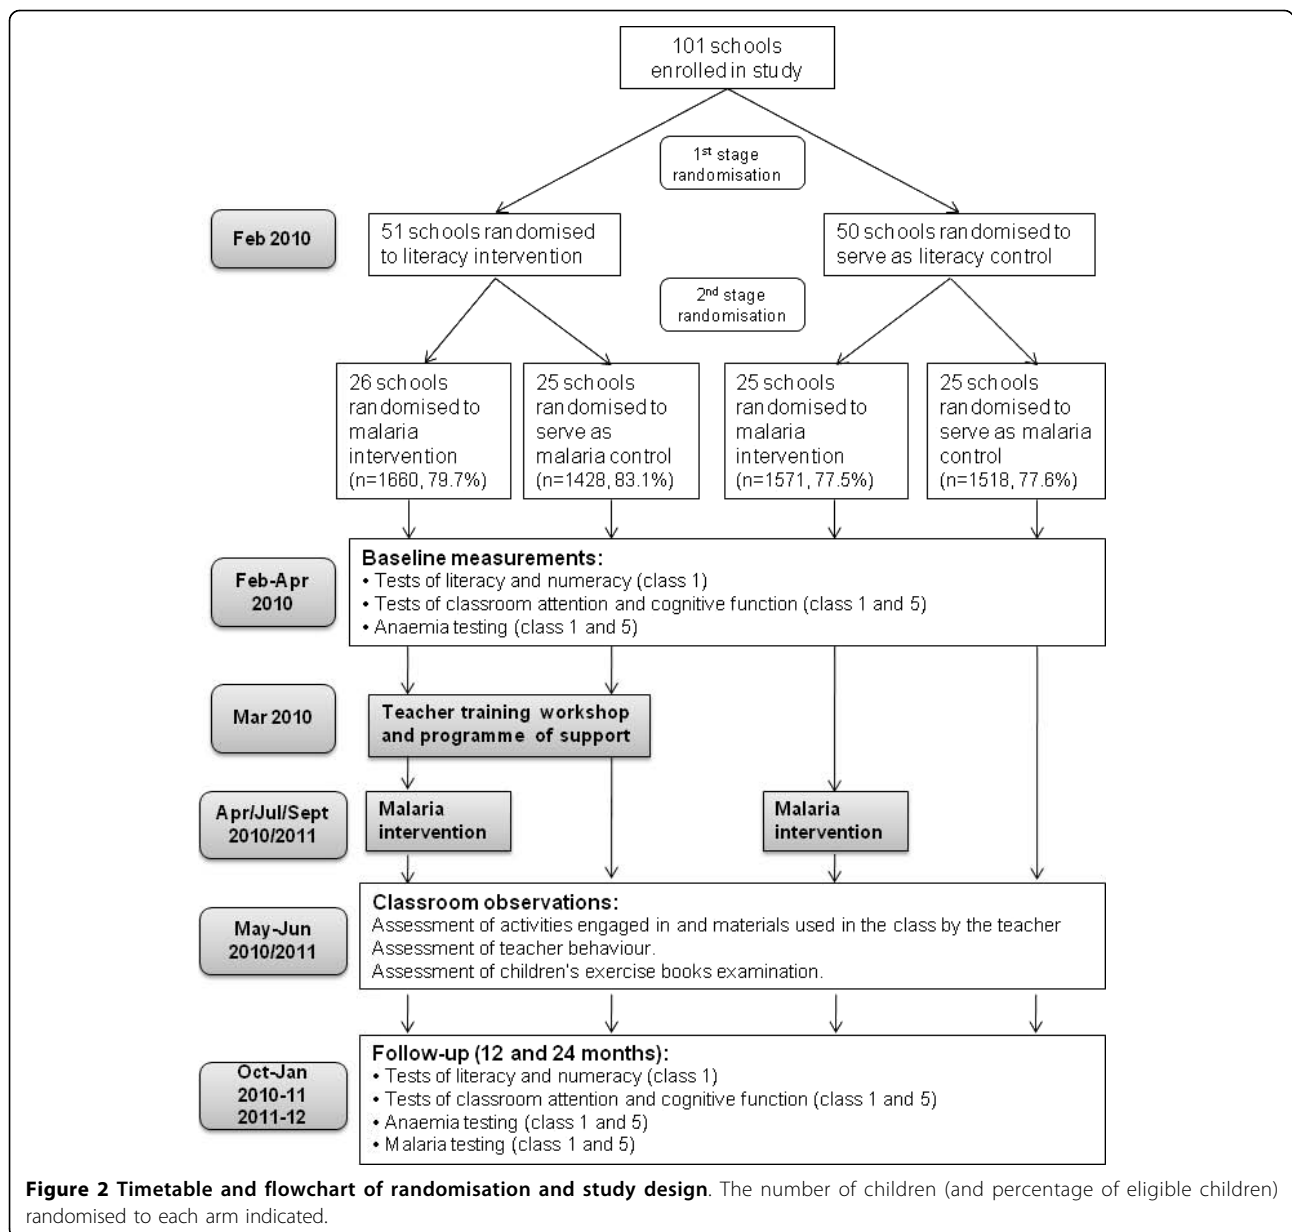 101 schools
enrolled in study
1st stage
randomisation
Feb 2010
51 schools randomised
to literacy intervention
50 schools randomised to
serve as literacy control
2nd stage
randomisation
26 schools
randomised to
malaria
intervention
(n=1660, 79.7%)
25 schools
randomised to
serve as
malaria control
(n=1428, 83.1%)
25 schools
randomised to
malaria
intervention
(n=1571, 77.5%)
25 schools
randomised to
serve as malaria
control
(n=1518, 77.6%)
Feb-Apr
2010
Baseline measurements:
• Tests of literacy and numeracy (class 1)
• Tests of classroom attention and cognitive function (class 1 and 5)
• Anaemia testing (class 1 and 5)
Mar 2010
Teacher training workshop
and programme of support
Apr/Jul/Sept
2010/2011
Malaria
intervention
Malaria
intervention
May-Jun
2010/2011
Classroom observations:
Assessment of activities engaged in and materials used in the class by the teacher
Assessment of teacher behaviour.
Assessment of children's exercise books examination.
Oct-Jan
2010-11
2011-12
Follow-up (12 and 24 months):
• Tests of literacy and numeracy (class 1)
• Tests of classroom attention and cognitive function (class 1 and 5)
• Anaemia testing (class 1 and 5)
• Malaria testing (class 1 and 5)
Figure 2 Timetable and flowchart of randomisation and study design. The number of children (and percentage of eligible children)
randomised to each arm indicated.